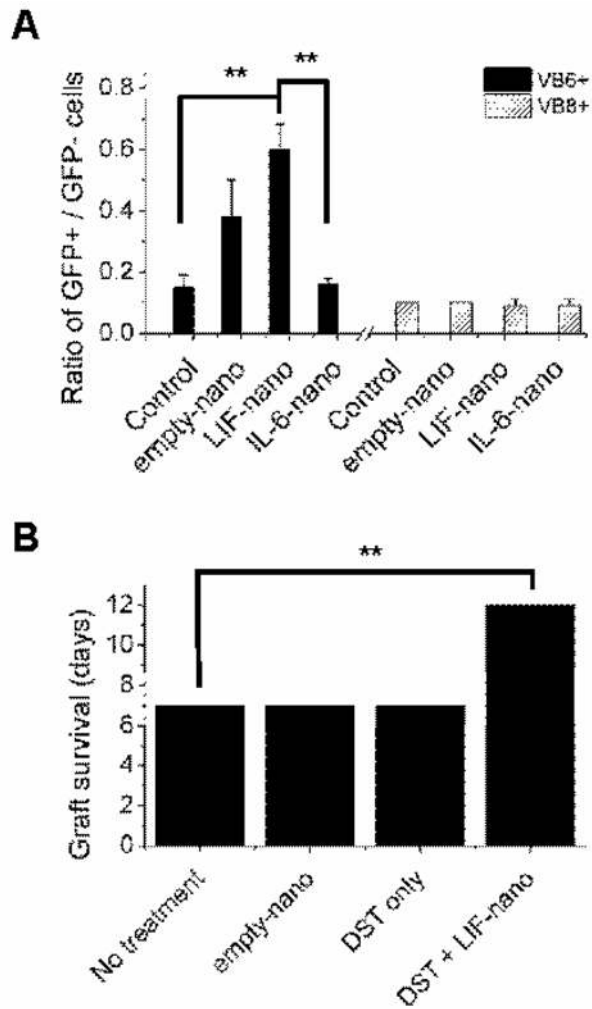 A
** **
VB6+
VB8+
Ratio of GFP+ / GFP- cells
0.8
0.6
0.4
0.2
0.0
Control
empty-nano
LIF-nano
IL-6-nano
Control
empty-nano
LIF-nano
IL-6-nano
B
**
Graft survival (days)
12
10
8
6
4
2
0
No treatment
empty-nano
DST only
DST + LIF-nano